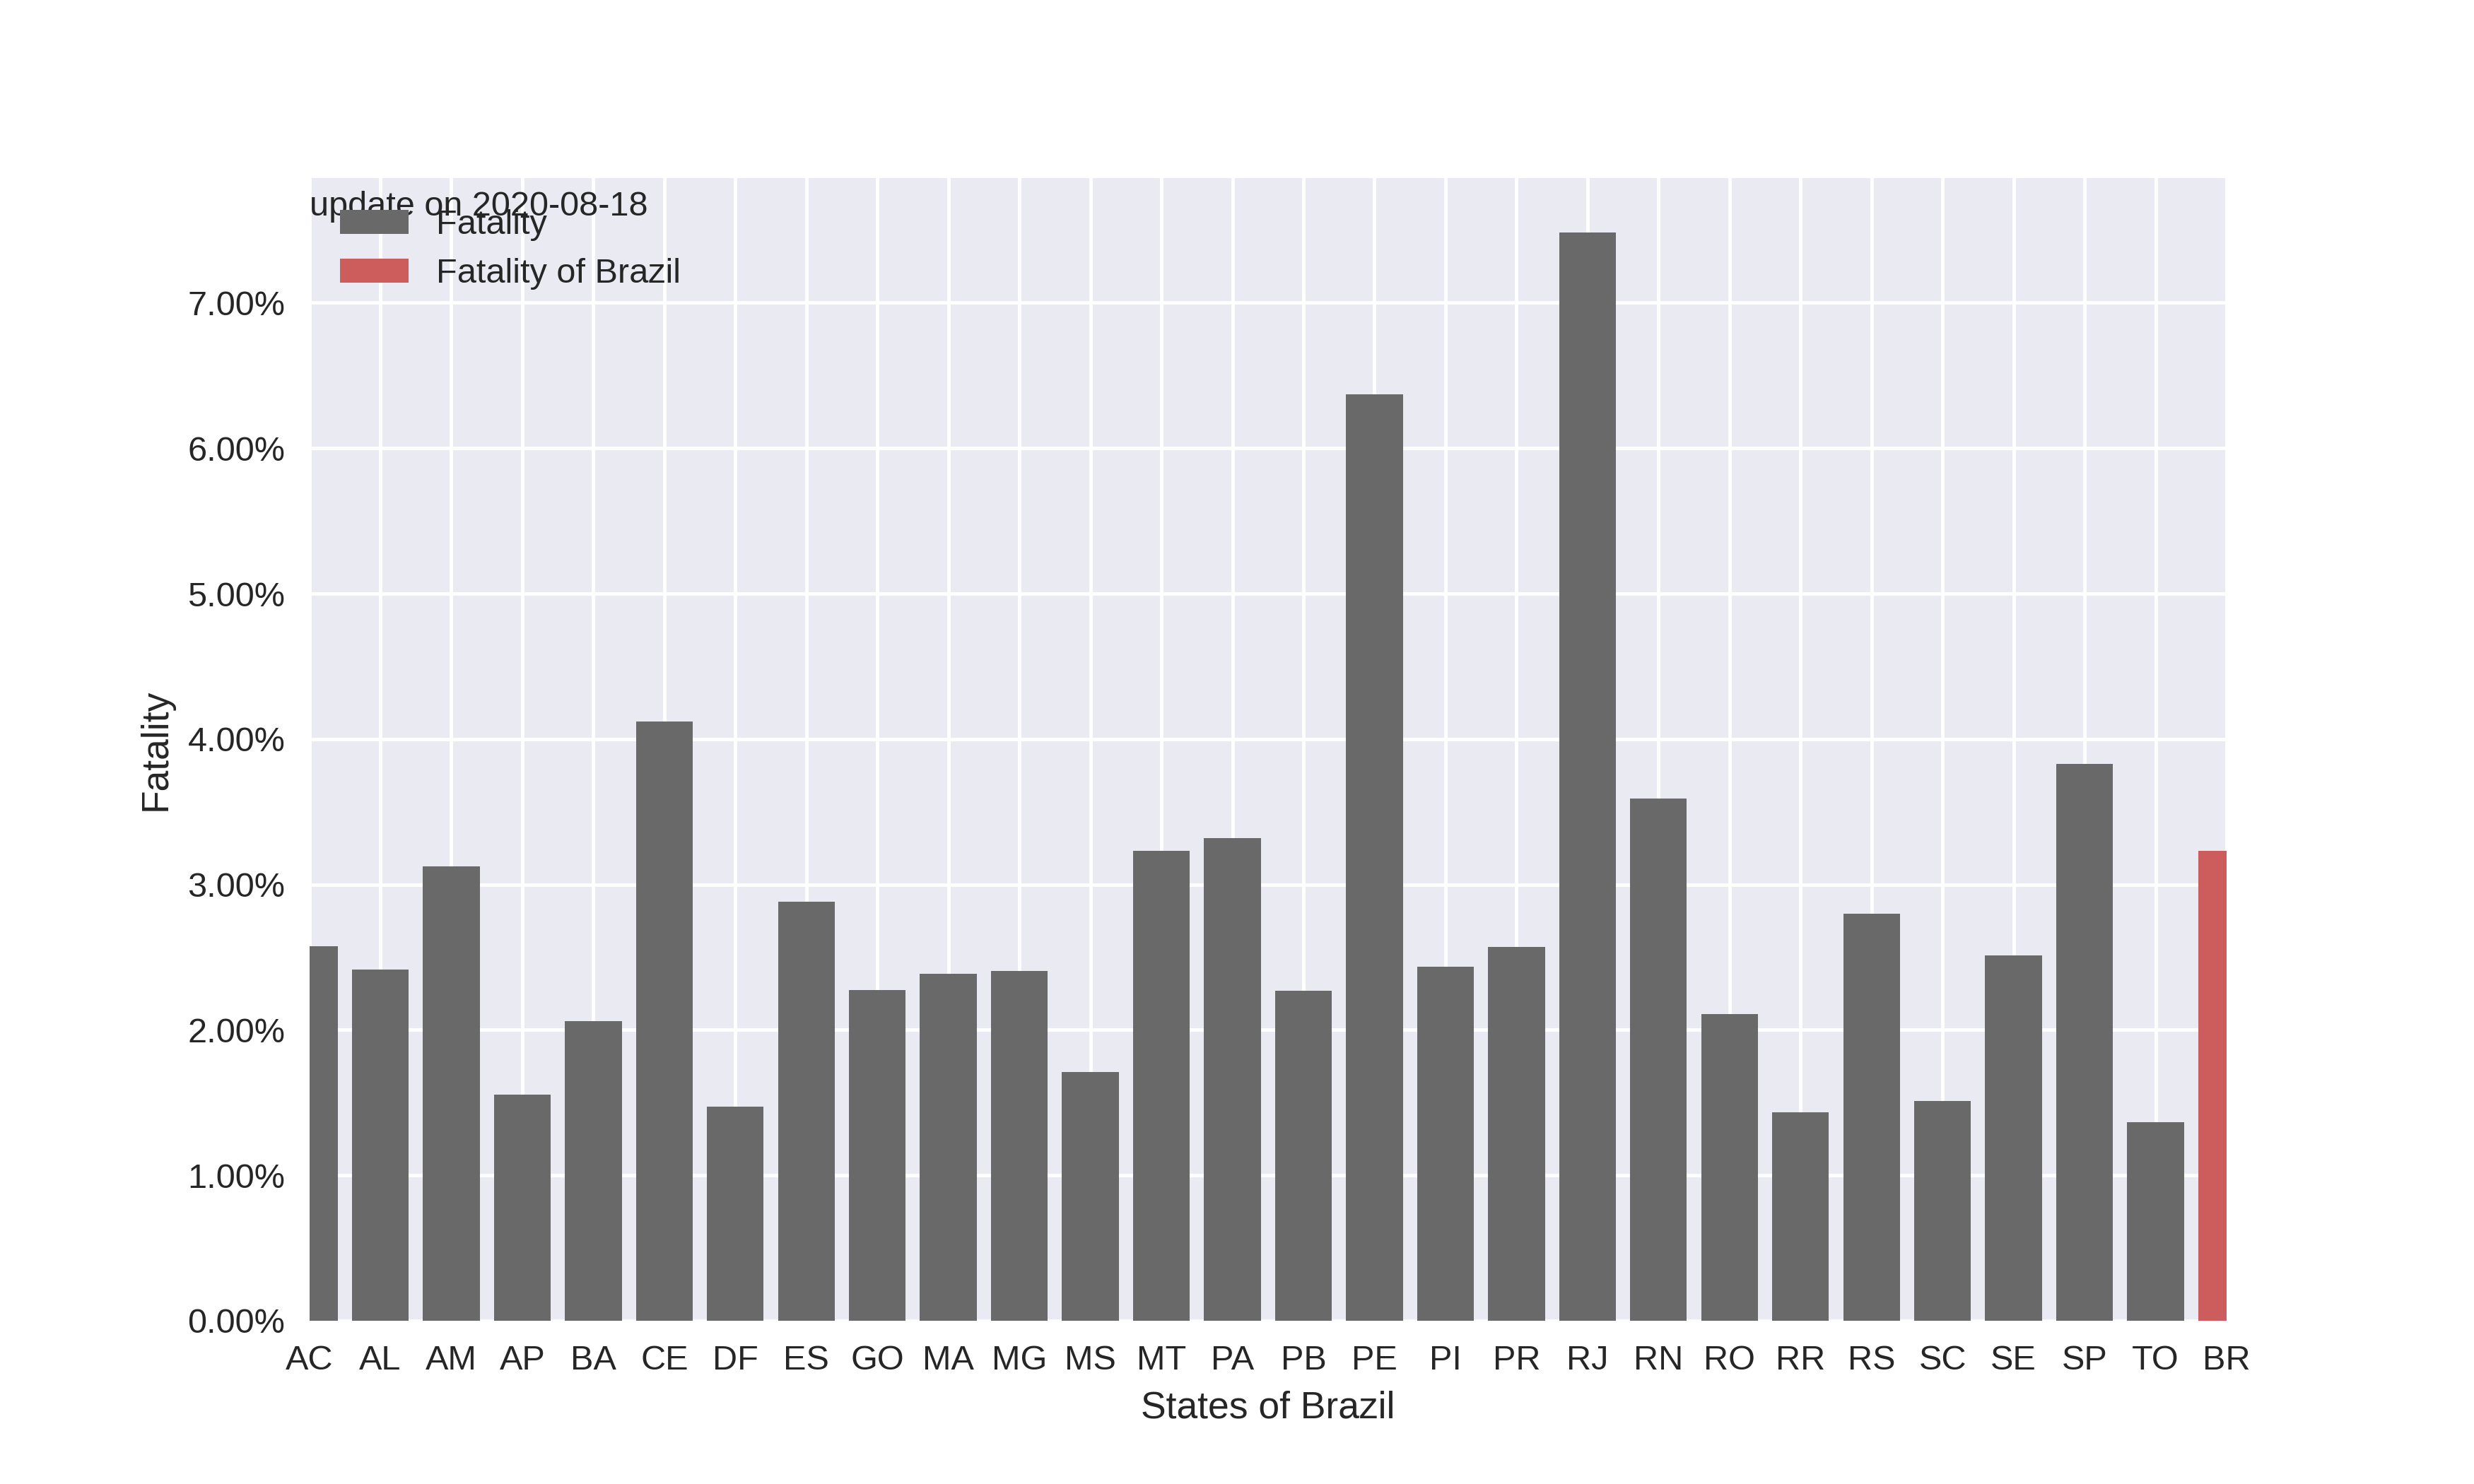 update on 2020-08-18
Fatality
Fatality of Brazil
7.00%
6.00%
5.00%
4.00%
3.00%
2.00%
1.00%
0.00%
Fatality
AC AL AM AP BA CE DF ES GO MA MG MS MT PA PB PE PI PR RJ RN RO RR RS SC SE SP TO BR
States of Brazil